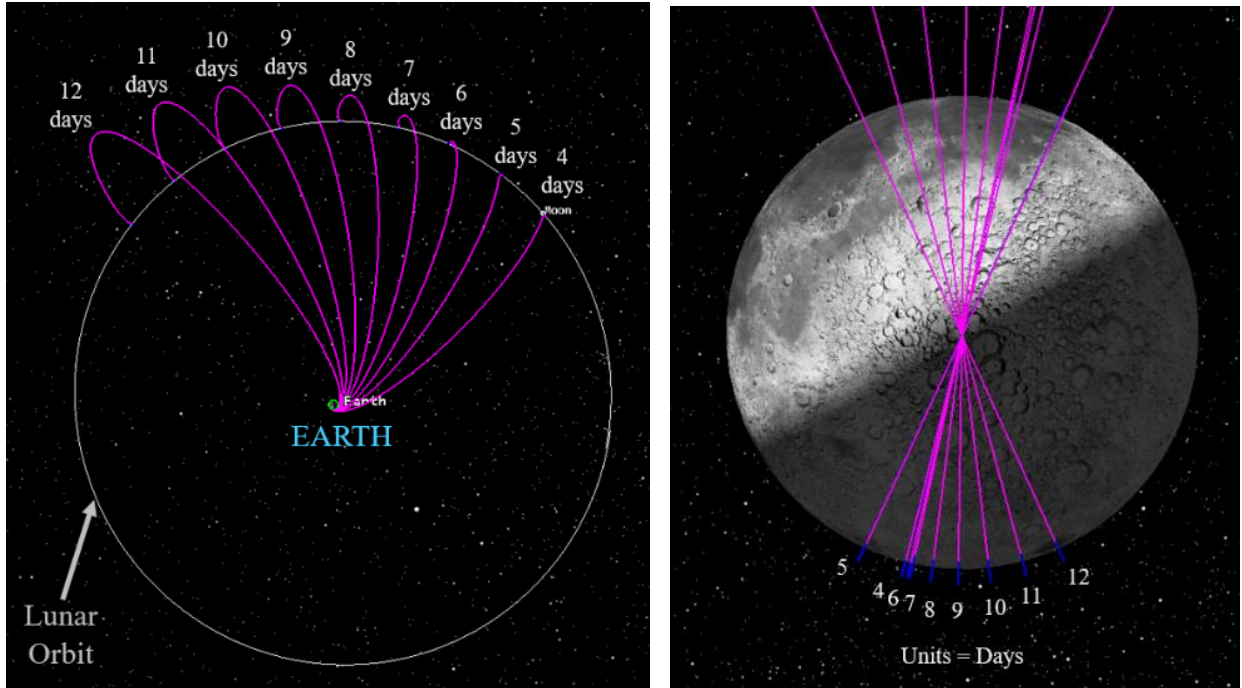 12
days
11
days
10
days
9
days
8
days
7
days
6
days
5
days
4
days
Moon
Earth
EARTH
Lunar
Orbit
5
4
6
7
8
9
10
11
12
Units = Days